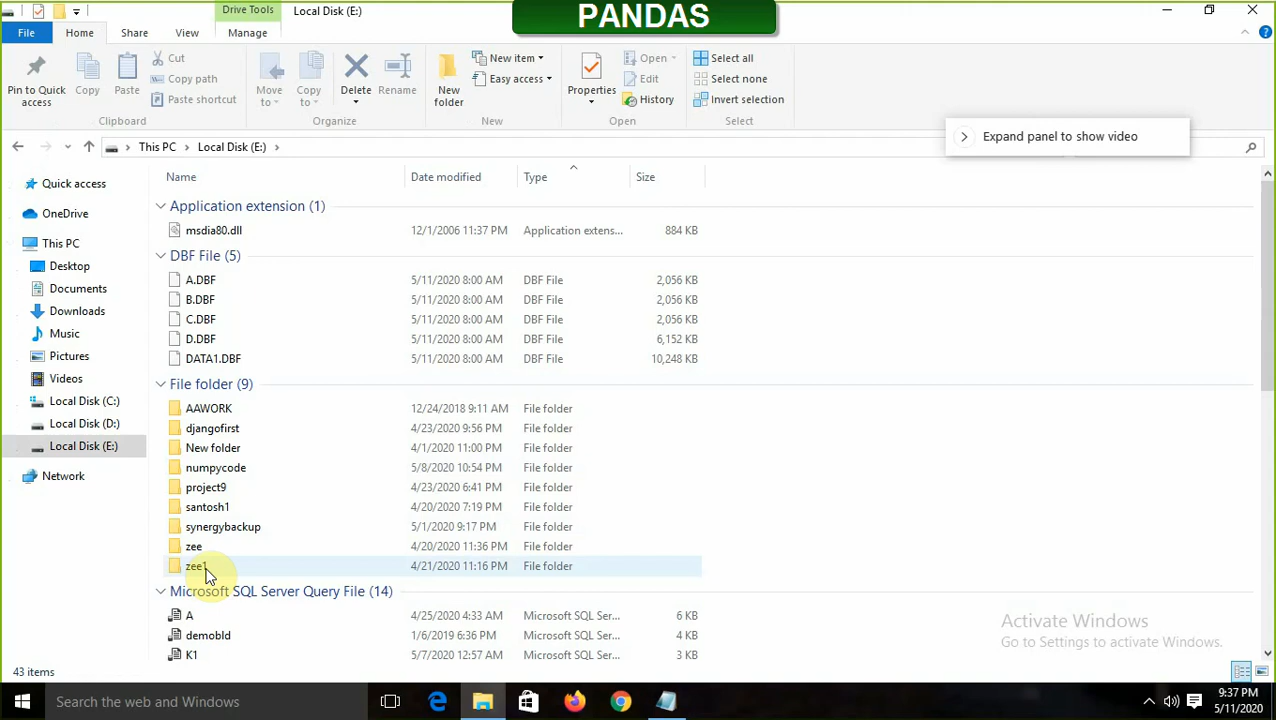 Drive Tools
Local Disk (E:)
PANDAS
File
Home
Share
View
Manage
Pin to Quick access
Copy
Paste
Cut
Copy path
Paste shortcut
Clipboard
Move to
Copy to
Delete
Rename
Organize
New folder
New item
Easy access
New
Properties
Open
Edit
History
Open
Select all
Select none
Invert selection
Select
Expand panel to show video
This PC
Local Disk (E:)
Name
Date modified
Type
Size
Quick access
OneDrive
This PC
Desktop
Documents
Downloads
Music
Pictures
Videos
Local Disk (C:)
Local Disk (D:)
Local Disk (E:)
Network
Application extension (1)
msdia80.dll 12/1/2006 11:37 PM Application extens... 884 KB
DBF File (5)
A.DBF 5/11/2020 8:00 AM DBF File 2,056 KB
B.DBF 5/11/2020 8:00 AM DBF File 2,056 KB
C.DBF 5/11/2020 8:00 AM DBF File 2,056 KB
D.DBF 5/11/2020 8:00 AM DBF File 6,152 KB
DATA1.DBF 5/11/2020 8:00 AM DBF File 10,248 KB
File folder (9)
AAWORK 12/24/2018 9:11 AM File folder
djangofirst 4/23/2020 9:56 PM File folder
New folder 4/1/2020 11:00 PM File folder
numpycode 5/8/2020 10:54 PM File folder
project9 4/23/2020 6:41 PM File folder
santosh1 4/20/2020 7:19 PM File folder
synergybackup 5/1/2020 9:17 PM File folder
zee 4/20/2020 11:36 PM File folder
zee1 4/21/2020 11:16 PM File folder
Microsoft SQL Server Query File (14)
A 4/25/2020 4:33 AM Microsoft SQL Ser... 6 KB
demobld 1/6/2019 6:36 PM Microsoft SQL Ser... 4 KB
K1 5/7/2020 12:57 AM Microsoft SQL Ser... 3 KB
Activate Windows
Go to Settings to activate Windows.
43 items
Search the web and Windows
9:37 PM
5/11/2020